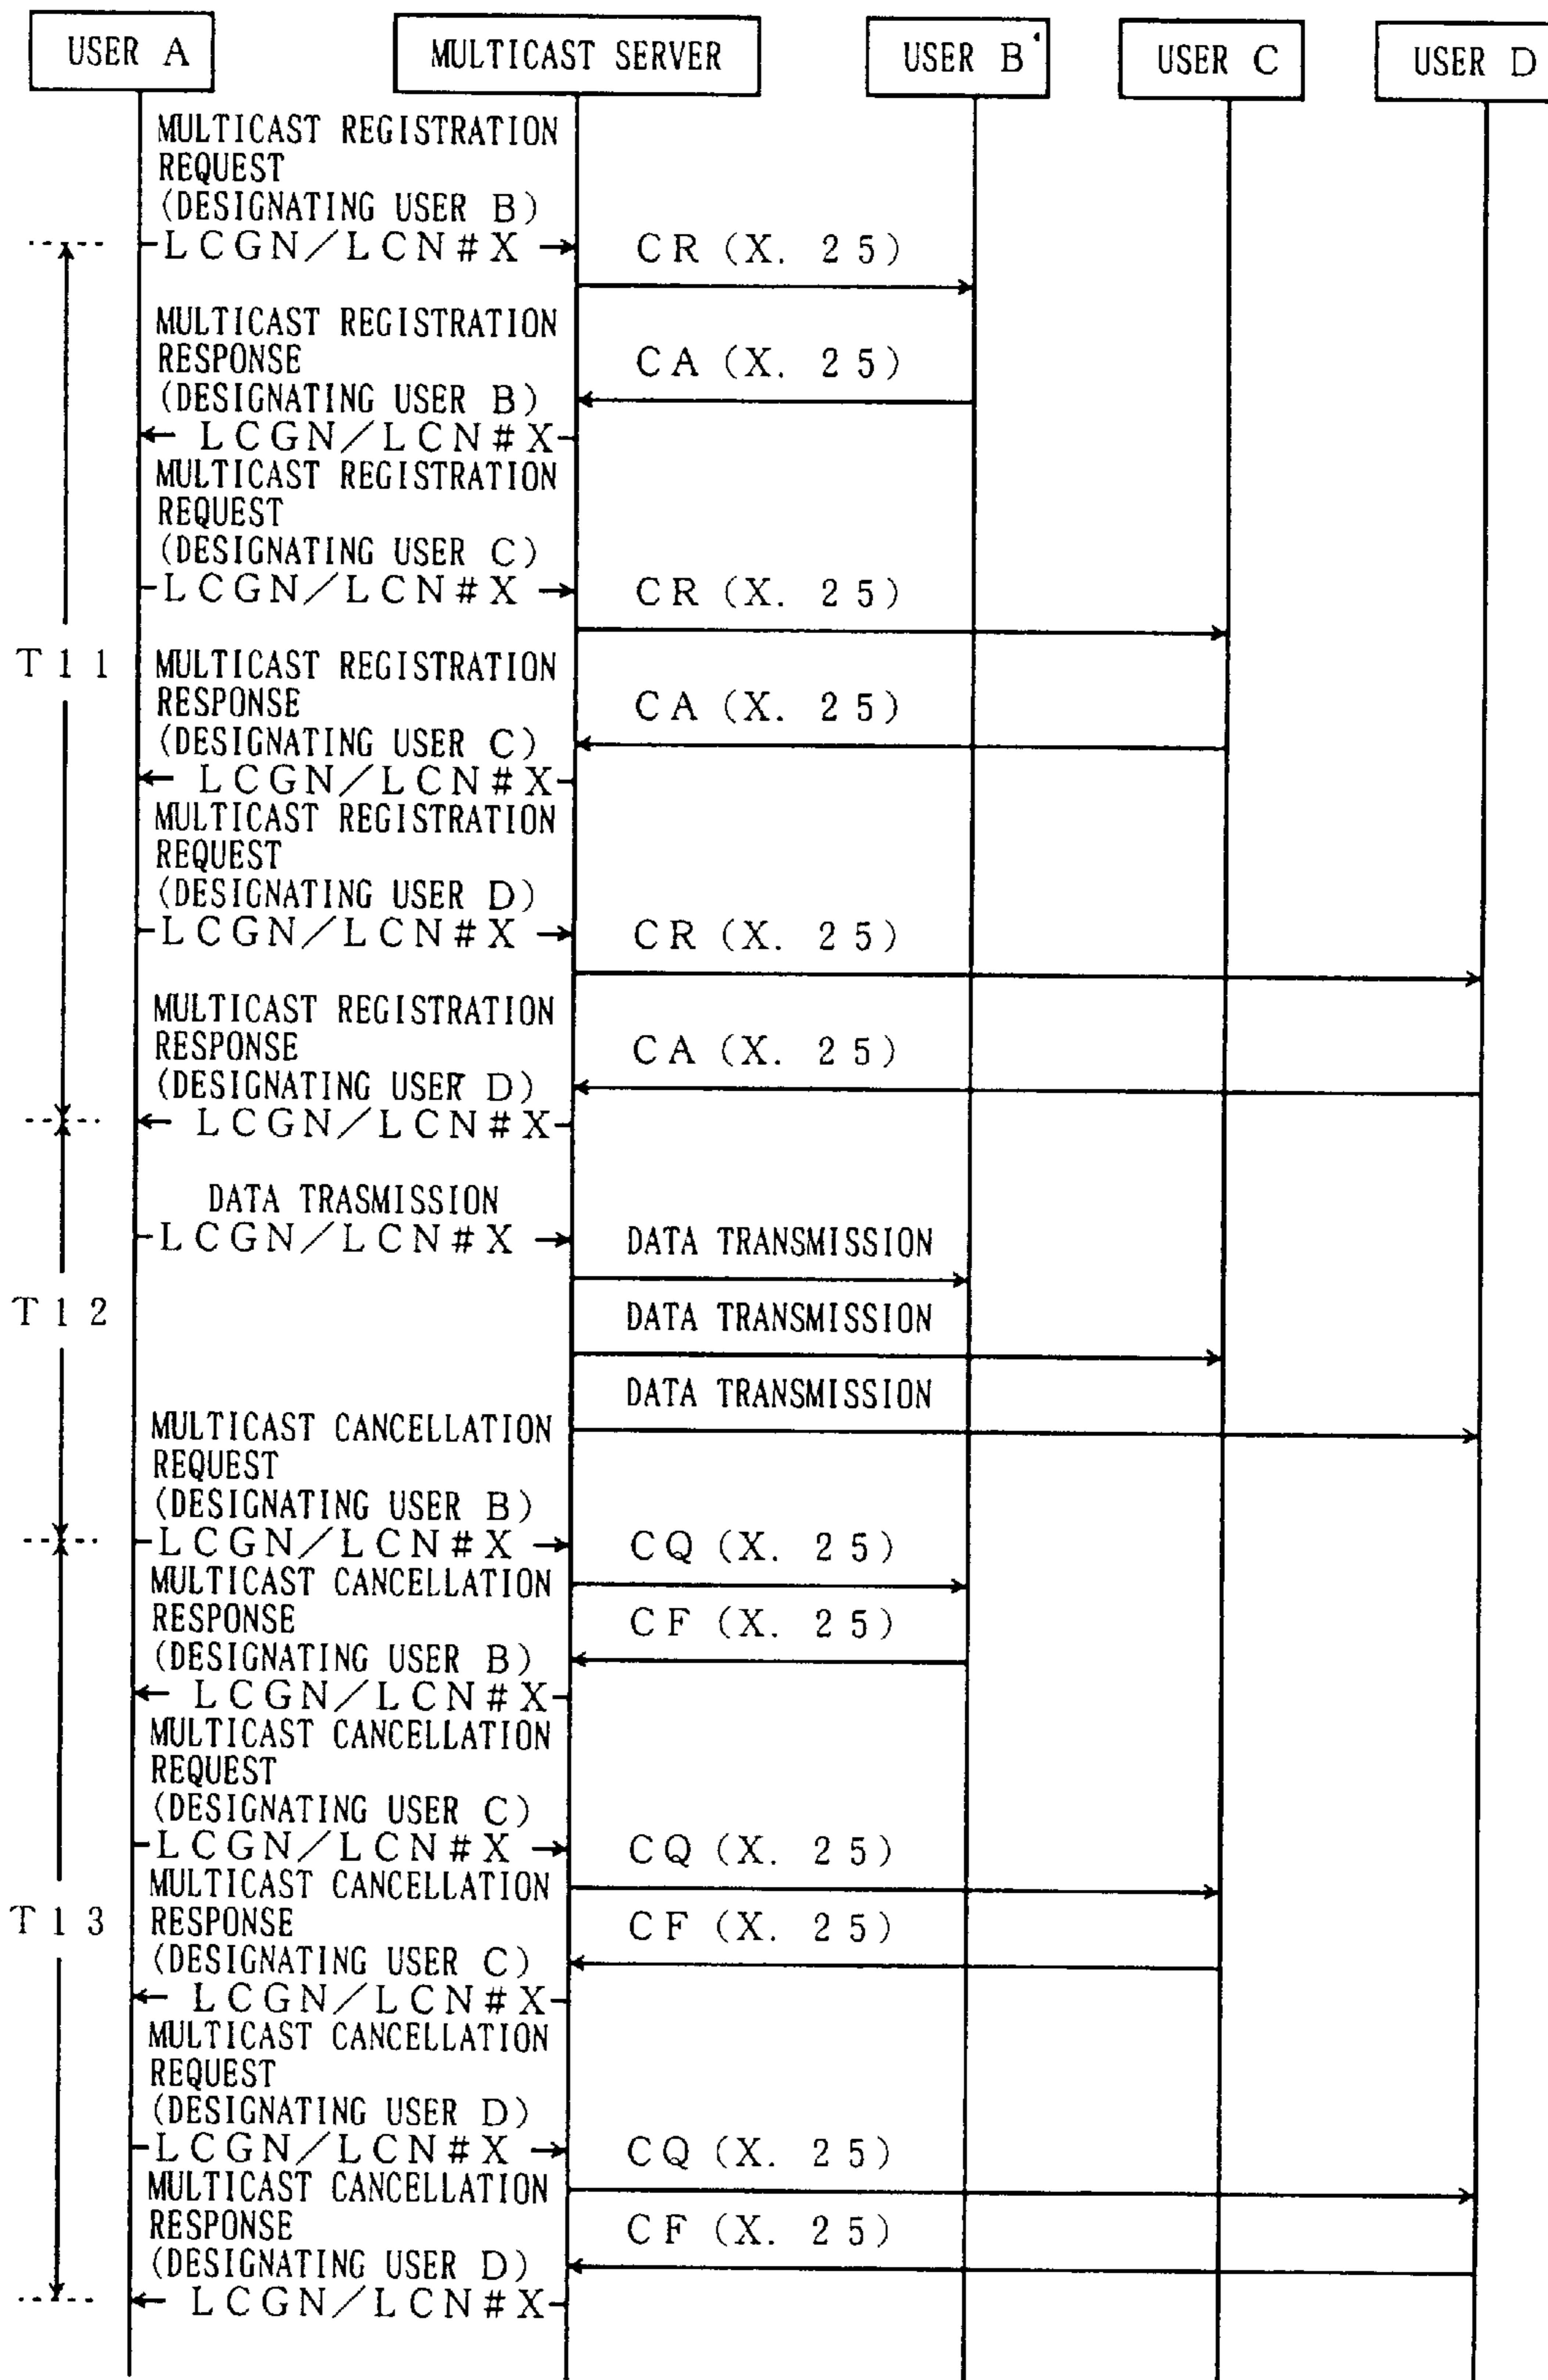 USER A
MULTICAST SERVER
USER B
USER C
USER D
MULTICAST REGISTRATION
REQUEST
(DESIGNATING USER B)
LCGN/LCN#X
CR (X. 25)
MULTICAST REGISTRATION
RESPONSE
(DESIGNATING USER B)
CA (X. 25)
LCGN/LCN#X
MULTICAST REGISTRATION
REQUEST
(DESIGNATING USER C)
LCGN/LCN#X
CR (X. 25)
T11
MULTICAST REGISTRATION
RESPONSE
(DESIGNATING USER C)
CA (X. 25)
LCGN/LCN#X
MULTICAST REGISTRATION
REQUEST
(DESIGNATING USER D)
LCGN/LCN#X
CR (X. 25)
MULTICAST REGISTRATION
RESPONSE
(DESIGNATING USER D)
CA (X. 25)
LCGN/LCN#X
DATA TRASMISSION
LCGN/LCN#X
DATA TRANSMISSION
T12
DATA TRANSMISSION
DATA TRANSMISSION
MULTICAST CANCELLATION
REQUEST
(DESIGNATING USER B)
LCGN/LCN#X
CQ (X. 25)
MULTICAST CANCELLATION
RESPONSE
(DESIGNATING USER B)
CF (X. 25)
LCGN/LCN#X
MULTICAST CANCELLATION
REQUEST
(DESIGNATING USER C)
LCGN/LCN#X
CQ (X. 25)
T13
MULTICAST CANCELLATION
RESPONSE
(DESIGNATING USER C)
CF (X. 25)
LCGN/LCN#X
MULTICAST CANCELLATION
REQUEST
(DESIGNATING USER D)
LCGN/LCN#X
CQ (X. 25)
MULTICAST CANCELLATION
RESPONSE
(DESIGNATING USER D)
CF (X. 25)
LCGN/LCN#X